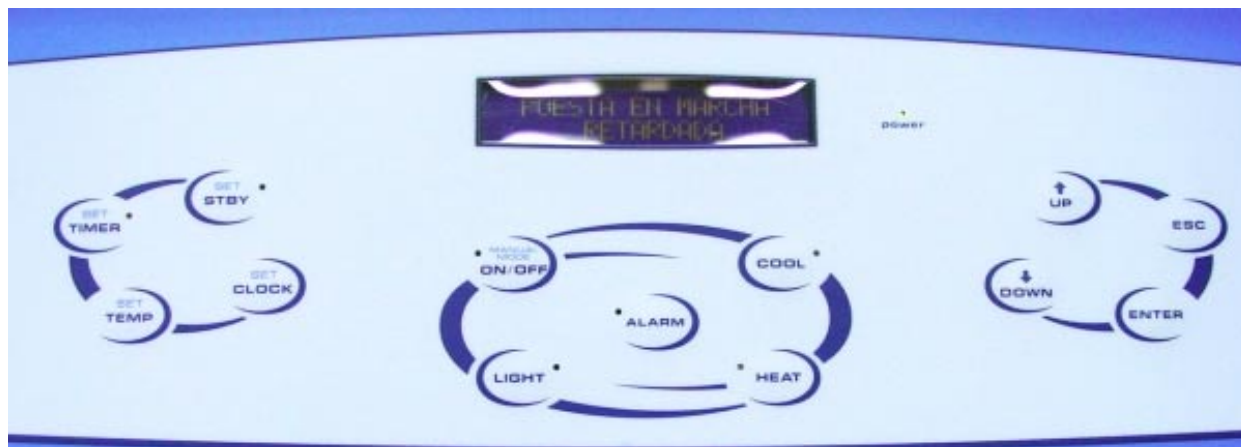 PUESTA EN MARCHA
RETARDADA
power
SET
STBY
SET
TIMER
SET
CLOCK
SET
TEMP
MANUAL
MODE
ON/OFF
COOL
ALARM
LIGHT
HEAT
UP
ESC
DOWN
ENTER